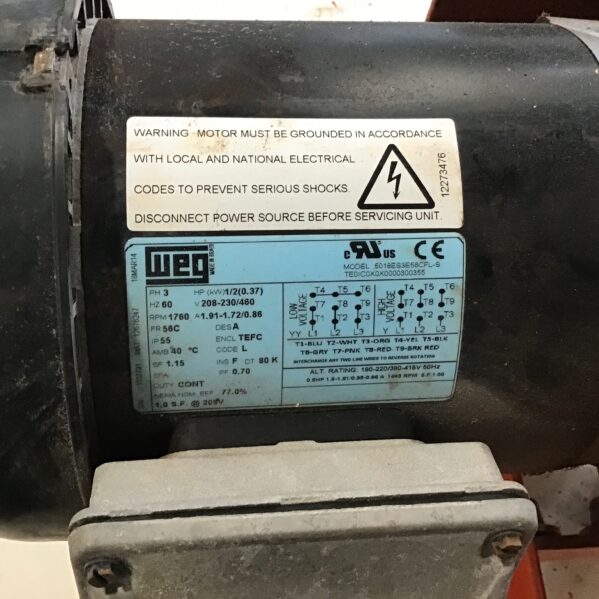 WARNING MOTOR MUST BE GROUNDED IN ACCORDANCE
WITH LOCAL AND NATIONAL ELECTRICAL
CODES TO PREVENT SERIOUS SHOCKS.
DISCONNECT POWER SOURCE BEFORE SERVICING UNIT.
12273476
18MAR14
WEG
c RU us CE
MODEL 5018ES3E56CFL-S
TE0IC0X0X0000300355
PH 3 HP (kW) 1/2(0.37)
HZ 60 V 208-230/460
RPM 1760 A 1.91-1.72/0.86
FR 56C DES A
IP 55 ENCL TEFC
AMB 40 °C CODE L
SF 1.15 INS F DT 80 K
SFA PF 0.70
DUTY CONT
NEMA NOM. EFF 77.0%
1.0 S.F. @ 208V
LOW VOLTAGE
T4 T5 T6
T7 T8 T9
T1 T2 T3
YY L1 L2 L3
HIGH VOLTAGE
T4 T5 T6
T7 T8 T9
T1 T2 T3
Y L1 L2 L3
T1-BLU T2-WHT T3-ORG T4-YEL T5-BLK
T6-GRY T7-PNK T8-RED T9-BRK RED
INTERCHANGE ANY TWO LINE WIRES TO REVERSE ROTATION
ALT. RATING: 190-220/380-415V 50Hz